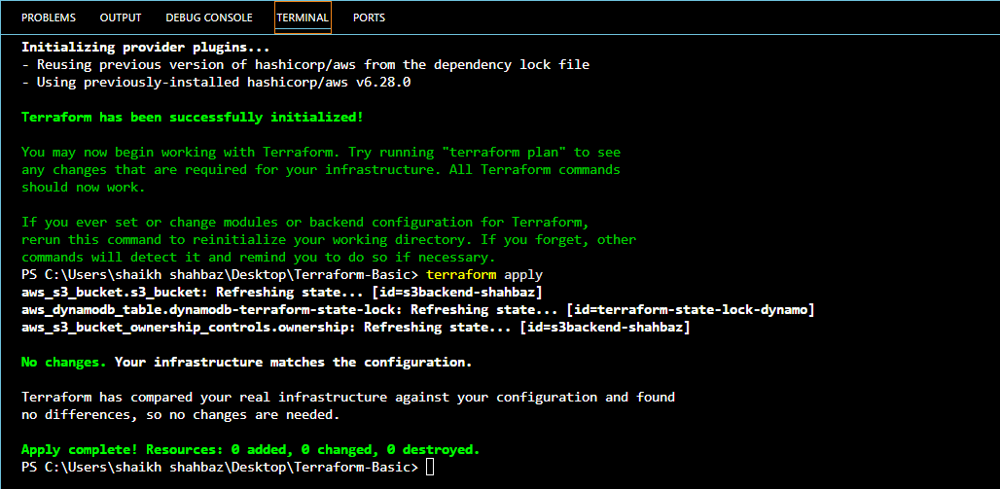 PROBLEMS OUTPUT DEBUG CONSOLE TERMINAL PORTS
Initializing provider plugins...
- Reusing previous version of hashicorp/aws from the dependency lock file
- Using previously-installed hashicorp/aws v6.28.0
Terraform has been successfully initialized!
You may now begin working with Terraform. Try running "terraform plan" to see
any changes that are required for your infrastructure. All Terraform commands
should now work.
If you ever set or change modules or backend configuration for Terraform,
rerun this command to reinitialize your working directory. If you forget, other
commands will detect it and remind you to do so if necessary.
PS C:\Users\shaikh shahbaz\Desktop\Terraform-Basic> terraform apply
aws_s3_bucket.s3_bucket: Refreshing state... [id=s3backend-shahbaz]
aws_dynamodb_table.dynamodb-terraform-state-lock: Refreshing state... [id=terraform-state-lock-dynamo]
aws_s3_bucket_ownership_controls.ownership: Refreshing state... [id=s3backend-shahbaz]
No changes. Your infrastructure matches the configuration.
Terraform has compared your real infrastructure against your configuration and found
no differences, so no changes are needed.
Apply complete! Resources: 0 added, 0 changed, 0 destroyed.
PS C:\Users\shaikh shahbaz\Desktop\Terraform-Basic>